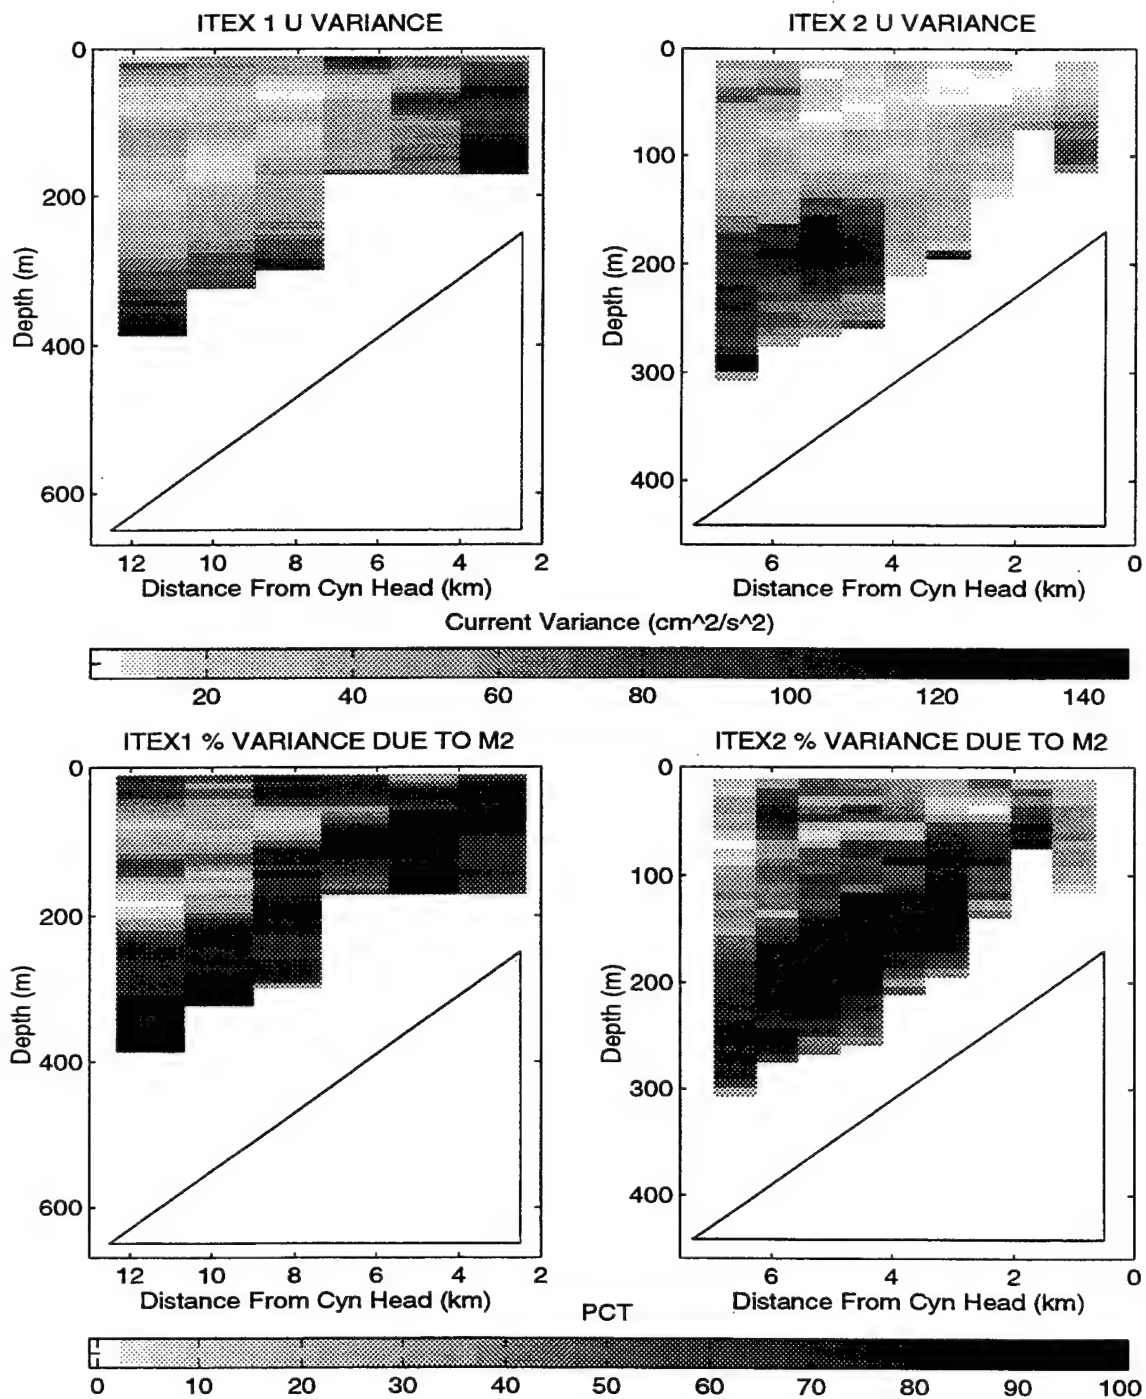 ITEX 1 U VARIANCE
ITEX 2 U VARIANCE
0
200
400
600
Depth (m)
12 10 8 6 4 2
Distance From Cyn Head (km)
0
100
200
300
400
Depth (m)
6 4 2 0
Distance From Cyn Head (km)
Current Variance (cm^2/s^2)
20 40 60 80 100 120 140
ITEX1 % VARIANCE DUE TO M2
ITEX2 % VARIANCE DUE TO M2
0
200
400
600
Depth (m)
12 10 8 6 4 2
Distance From Cyn Head (km)
0
100
200
300
400
Depth (m)
6 4 2 0
Distance From Cyn Head (km)
PCT
0 10 20 30 40 50 60 70 80 90 100